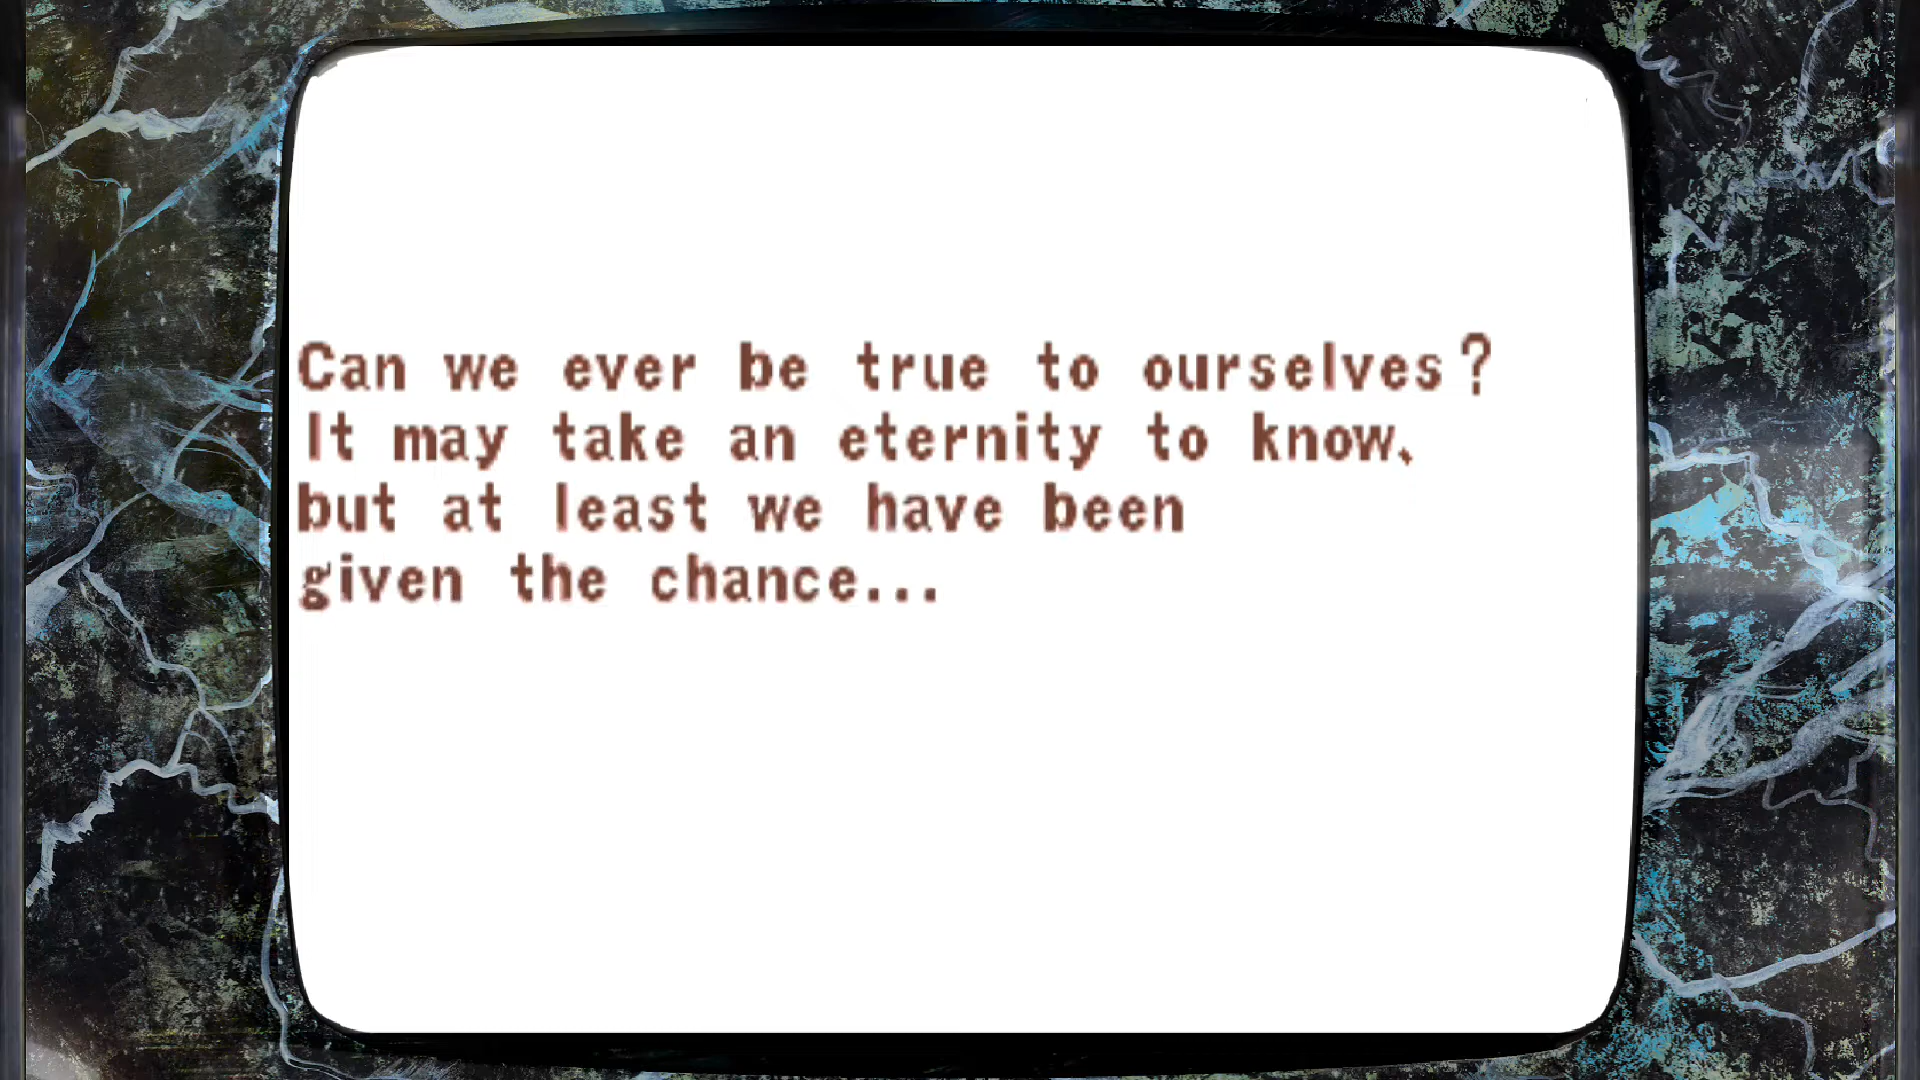 Can we ever be true to ourselves?
It may take an eternity to know,
but at least we have been
given the chance...